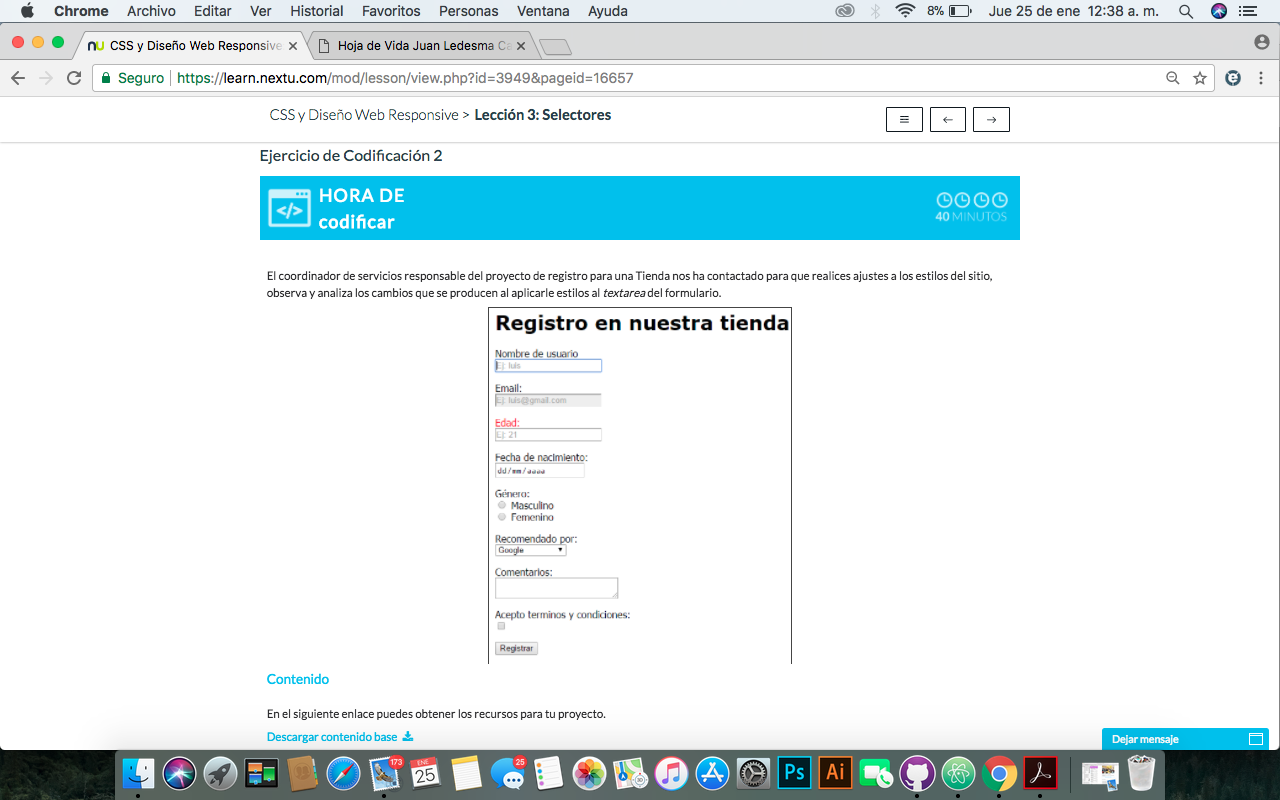 Chrome Archivo Editar Ver Historial Favoritos Personas Ventana Ayuda 8% Jue 25 de ene 12:38 a. m.
nu CSS y Diseño Web Responsive Hoja de Vida Juan Ledesma Ca
Seguro https://learn.nextu.com/mod/lesson/view.php?id=3949&pageid=16657
CSS y Diseño Web Responsive > Lección 3: Selectores
Ejercicio de Codificación 2
HORA DE
codificar
40 MINUTOS
El coordinador de servicios responsable del proyecto de registro para una Tienda nos ha contactado para que realices ajustes a los estilos del sitio,
observa y analiza los cambios que se producen al aplicarle estilos al textarea del formulario.
Registro en nuestra tienda
Nombre de usuario
Ej: luis
Email:
Ej: luis@gmail.com
Edad:
Ej: 21
Fecha de nacimiento:
dd/mm/aaaa
Género:
Masculino
Femenino
Recomendado por:
Google
Comentarios:
Acepto terminos y condiciones:
Registrar
Contenido
En el siguiente enlace puedes obtener los recursos para tu proyecto.
Descargar contenido base
Dejar mensaje
173
ENE
25
25
Ps
Ai